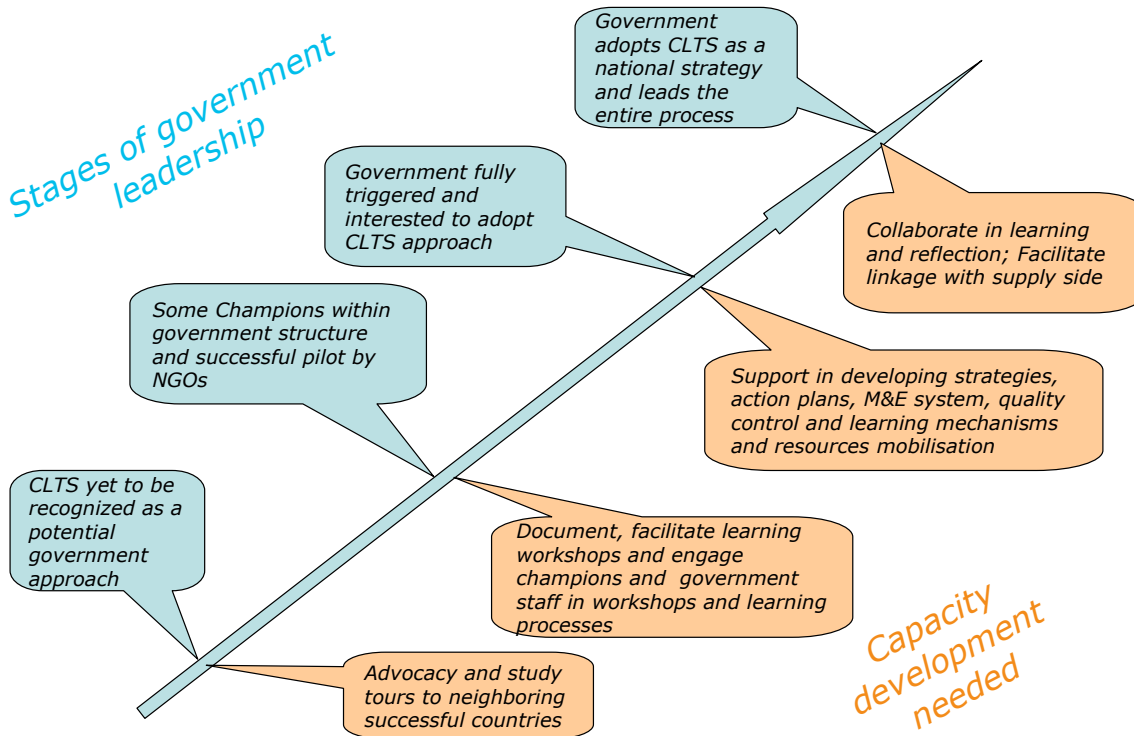 Government
adopts CLTS as a
national strategy
and leads the
entire process
Stages of government
leadership
Government fully
triggered and
interested to adopt
CLTS approach
Collaborate in learning
and reflection; Facilitate
linkage with supply side
Some Champions within
government structure
and successful pilot by
NGOs
Support in developing strategies,
action plans, M&E system, quality
control and learning mechanisms
and resources mobilisation
CLTS yet to be
recognized as a
potential
government
approach
Document, facilitate learning
workshops and engage
champions and government
staff in workshops and learning
processes
Capacity
development
needed
Advocacy and study
tours to neighboring
successful countries